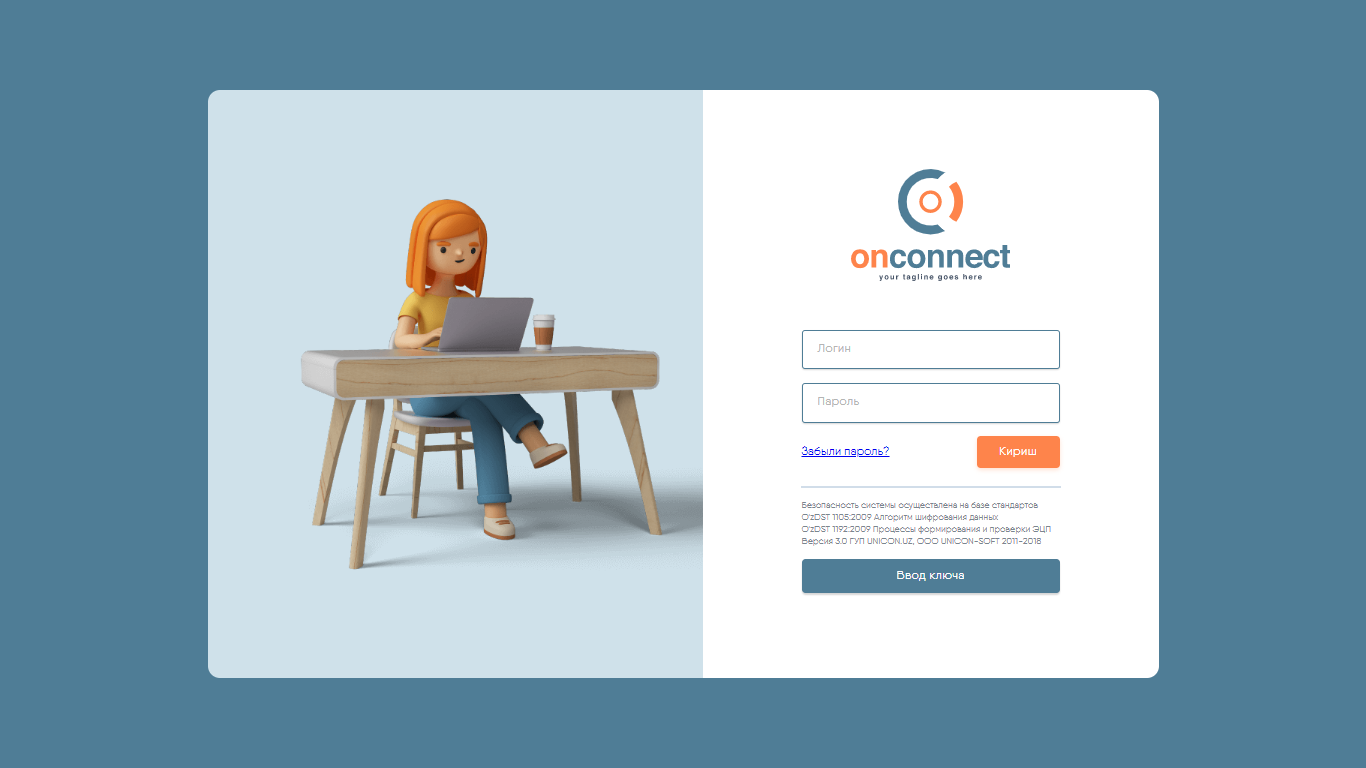 onconnect
your tagline goes here
Логин
Пароль
Забыли пароль?
Кириш
Безопасность системы осуществлена на базе стандартов
O'zDST 1105:2009 Алгоритм шифрования данных
O'zDST 1192:2009 Процессы формирования и проверки ЭЦП
Версия 3.0 ГУП UNICON.UZ, ООО UNICON-SOFT 2011-2018
Ввод ключа